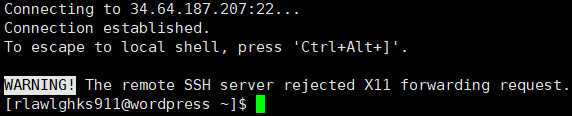 Connecting to 34.64.187.207:22...
Connection established.
To escape to local shell, press 'Ctrl+Alt+]'.
WARNING! The remote SSH server rejected X11 forwarding request.
[rlawlghks911@wordpress ~]$